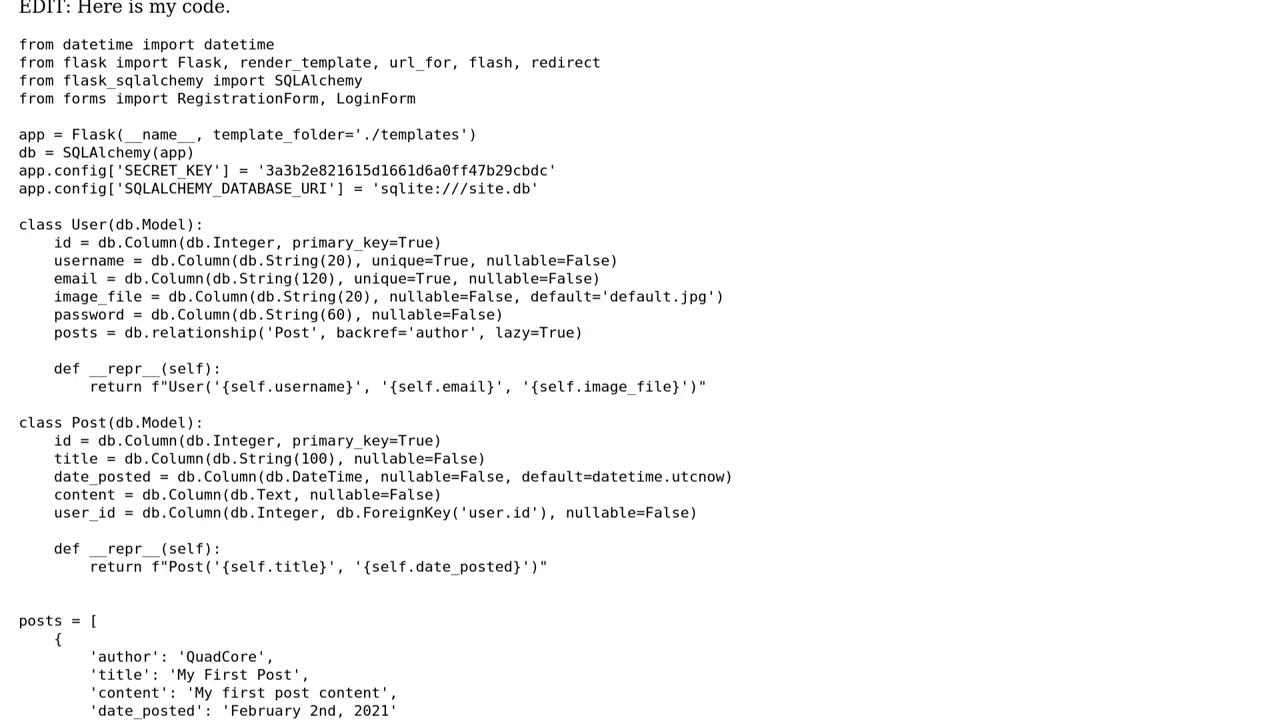 EDIT: Here is my code.
from datetime import datetime
from flask import Flask, render_template, url_for, flash, redirect
from flask_sqlalchemy import SQLAlchemy
from forms import RegistrationForm, LoginForm
app = Flask(__name__, template_folder='./templates')
db = SQLAlchemy(app)
app.config['SECRET_KEY'] = '3a3b2e821615d1661d6a0ff47b29cbdc'
app.config['SQLALCHEMY_DATABASE_URI'] = 'sqlite:///site.db'
class User(db.Model):
    id = db.Column(db.Integer, primary_key=True)
    username = db.Column(db.String(20), unique=True, nullable=False)
    email = db.Column(db.String(120), unique=True, nullable=False)
    image_file = db.Column(db.String(20), nullable=False, default='default.jpg')
    password = db.Column(db.String(60), nullable=False)
    posts = db.relationship('Post', backref='author', lazy=True)
    def __repr__(self):
        return f"User('{self.username}', '{self.email}', '{self.image_file}')"
class Post(db.Model):
    id = db.Column(db.Integer, primary_key=True)
    title = db.Column(db.String(100), nullable=False)
    date_posted = db.Column(db.DateTime, nullable=False, default=datetime.utcnow)
    content = db.Column(db.Text, nullable=False)
    user_id = db.Column(db.Integer, db.ForeignKey('user.id'), nullable=False)
    def __repr__(self):
        return f"Post('{self.title}', '{self.date_posted}')"
posts = [
    {
        'author': 'QuadCore',
        'title': 'My First Post',
        'content': 'My first post content',
        'date_posted': 'February 2nd, 2021'